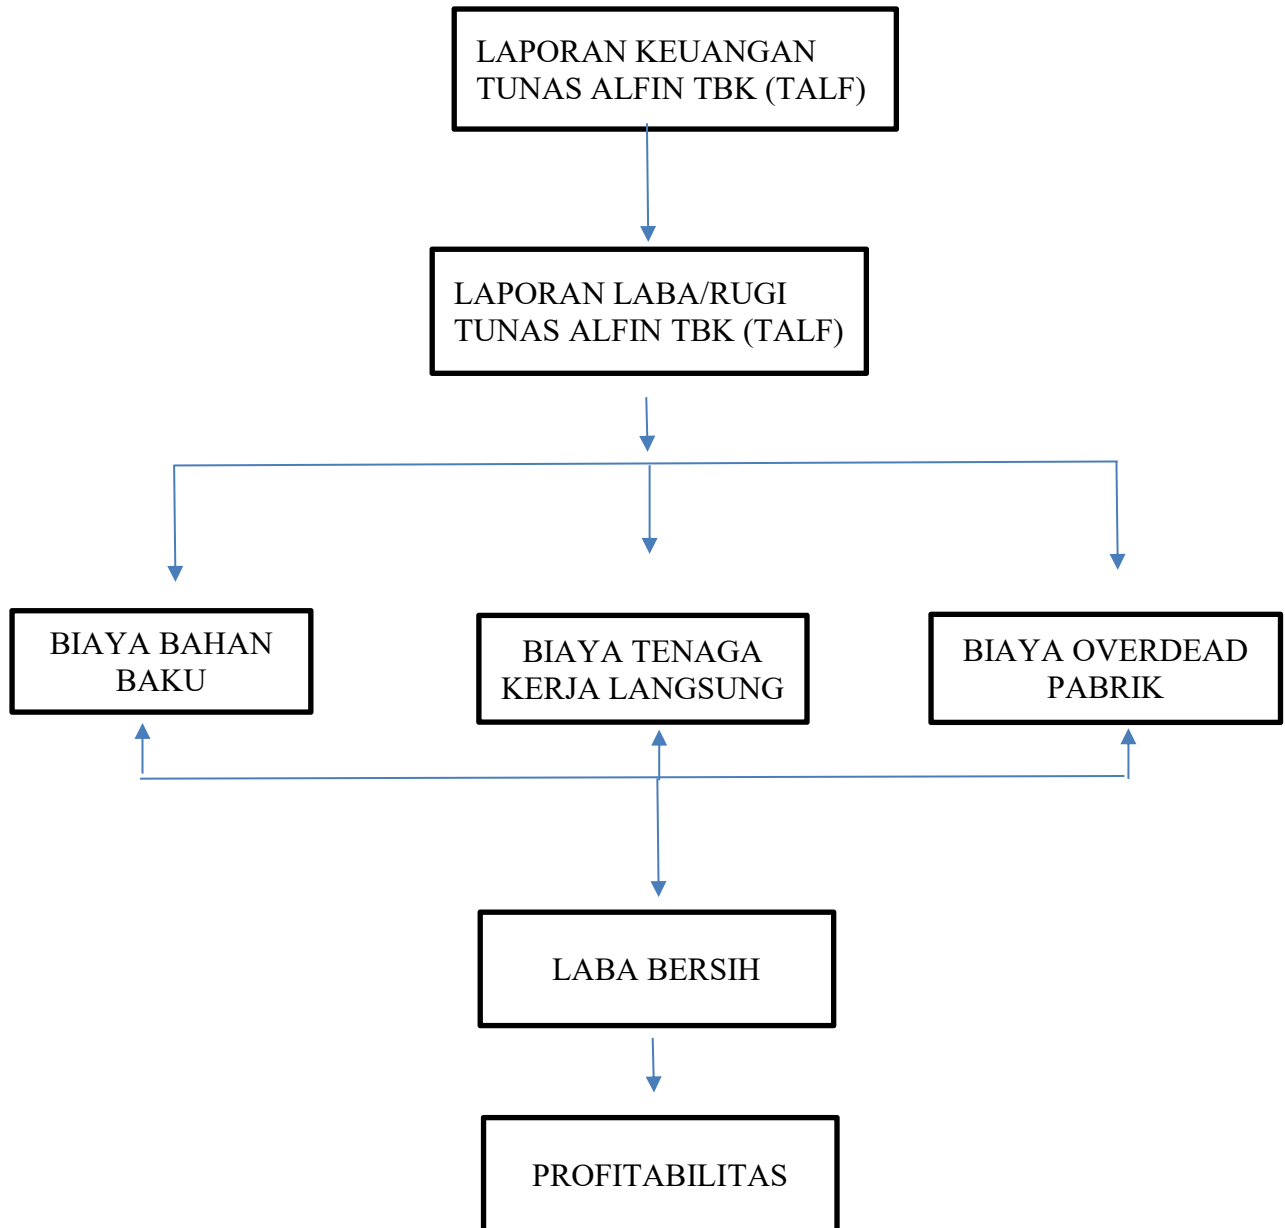 LAPORAN KEUANGAN
TUNAS ALFIN TBK (TALF)
LAPORAN LABA/RUGI
TUNAS ALFIN TBK (TALF)
BIAYA BAHAN
BAKU
BIAYA TENAGA
KERJA LANGSUNG
BIAYA OVERDEAD
PABRIK
LABA BERSIH
PROFITABILITAS